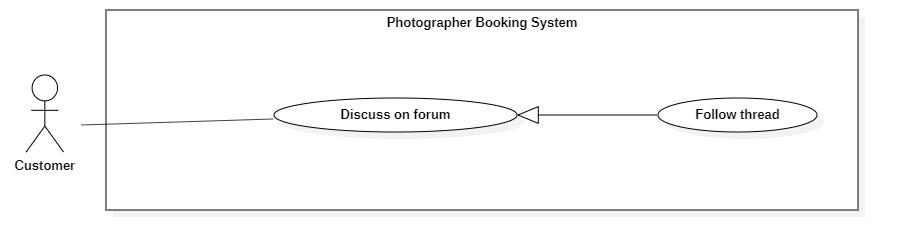 Photographer Booking System
Discuss on forum
Follow thread
Customer